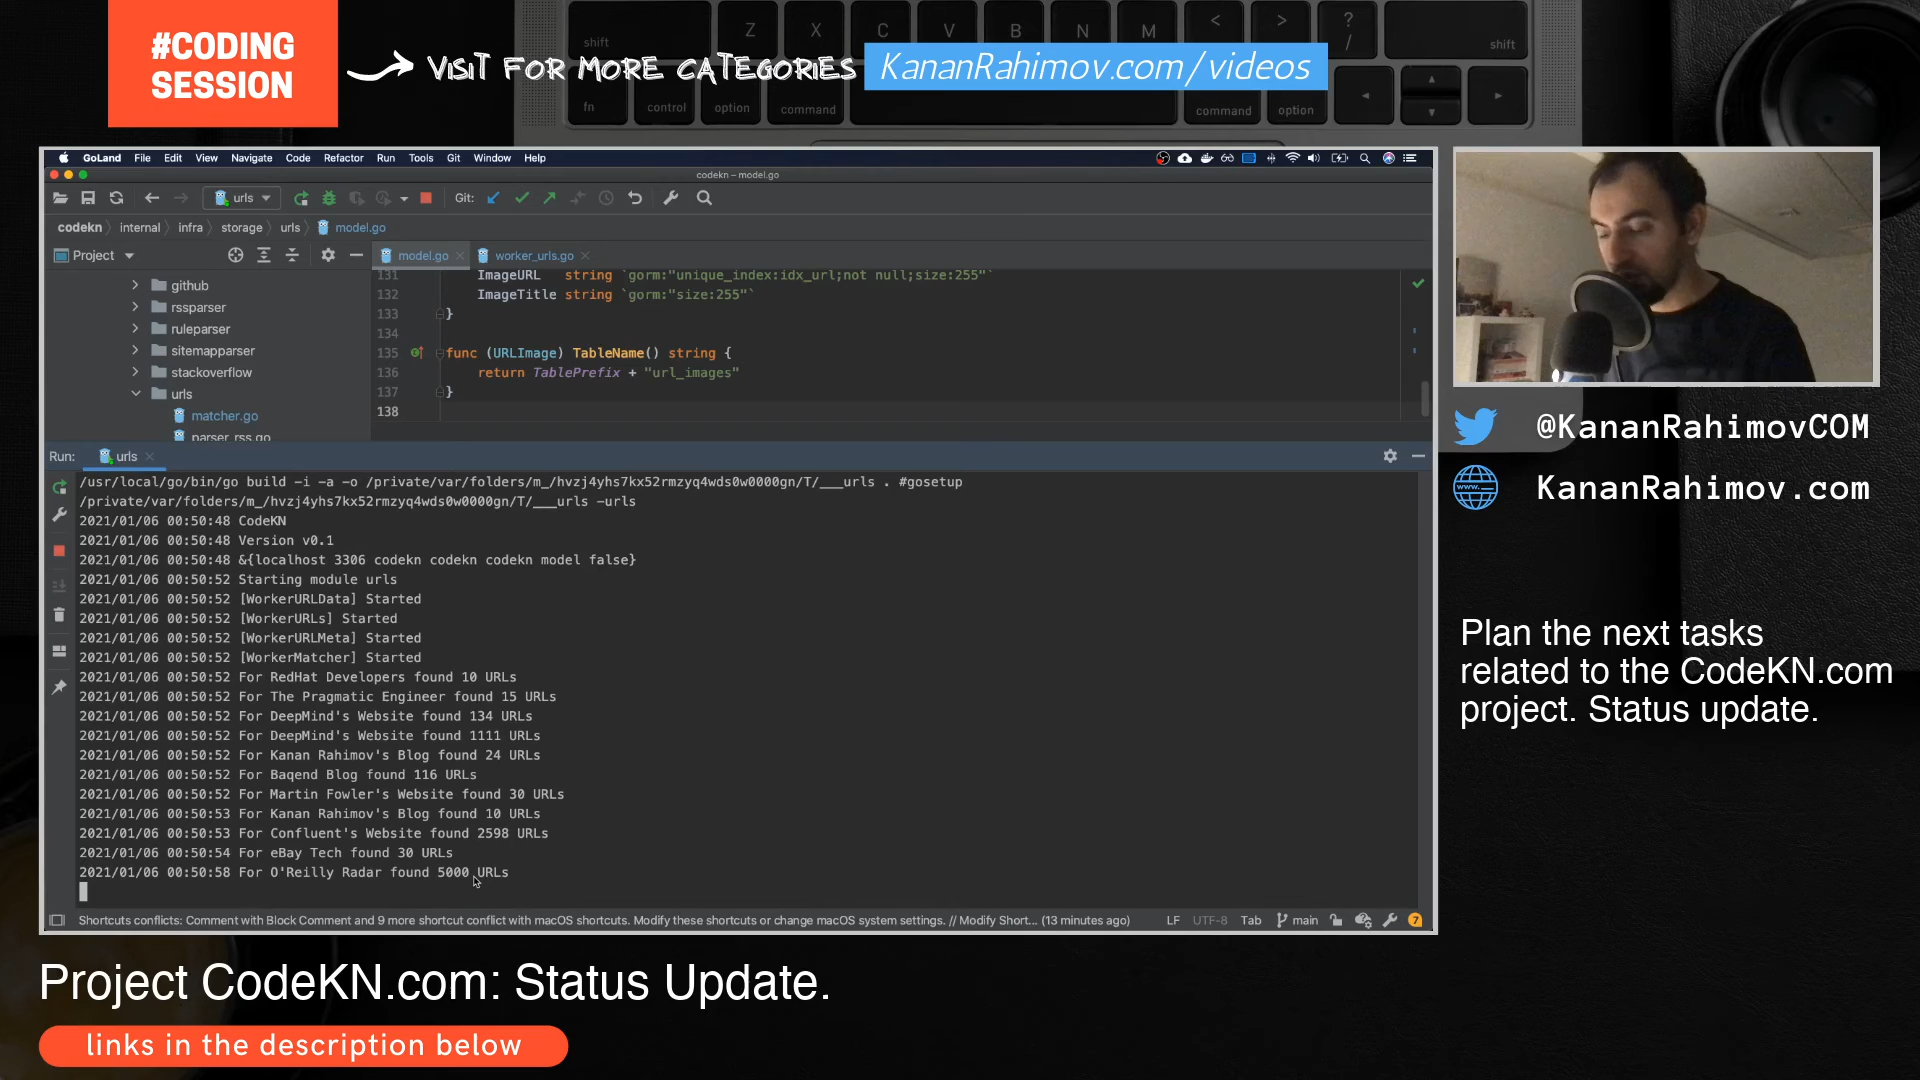 #CODING
SESSION
VISIT FOR MORE CATEGORIES
KananRahimov.com/videos
shift
Z X C V B N M < > ? /
shift
fn control option command
command option
GoLand File Edit View Navigate Code Refactor Run Tools Git Window Help
codekn – model.go
urls
Git:
codekn internal infra storage urls model.go
Project
model.go
worker_urls.go
github
rssparser
ruleparser
sitemapparser
stackoverflow
urls
matcher.go
parser_rss.go
131 ImageURL string `gorm:"unique_index:idx_url;not null;size:255"`
132 ImageTitle string `gorm:"size:255"`
133 }
134
135 func (URLImage) TableName() string {
136 return TablePrefix + "url_images"
137 }
138
Run: urls
/usr/local/go/bin/go build -i -a -o /private/var/folders/m_/hvzj4yhs7kx52rmzyq4wds0w0000gn/T/___urls . #gosetup
/private/var/folders/m_/hvzj4yhs7kx52rmzyq4wds0w0000gn/T/___urls -urls
2021/01/06 00:50:48 CodeKN
2021/01/06 00:50:48 Version v0.1
2021/01/06 00:50:48 &{localhost 3306 codekn codekn codekn model false}
2021/01/06 00:50:52 Starting module urls
2021/01/06 00:50:52 [WorkerURLData] Started
2021/01/06 00:50:52 [WorkerURLs] Started
2021/01/06 00:50:52 [WorkerURLMeta] Started
2021/01/06 00:50:52 [WorkerMatcher] Started
2021/01/06 00:50:52 For RedHat Developers found 10 URLs
2021/01/06 00:50:52 For The Pragmatic Engineer found 15 URLs
2021/01/06 00:50:52 For DeepMind's Website found 134 URLs
2021/01/06 00:50:52 For DeepMind's Website found 1111 URLs
2021/01/06 00:50:52 For Kanan Rahimov's Blog found 24 URLs
2021/01/06 00:50:52 For Baqend Blog found 116 URLs
2021/01/06 00:50:52 For Martin Fowler's Website found 30 URLs
2021/01/06 00:50:53 For Kanan Rahimov's Blog found 10 URLs
2021/01/06 00:50:53 For Confluent's Website found 2598 URLs
2021/01/06 00:50:54 For eBay Tech found 30 URLs
2021/01/06 00:50:58 For O'Reilly Radar found 5000 URLs
Shortcuts conflicts: Comment with Block Comment and 9 more shortcut conflict with macOS shortcuts. Modify these shortcuts or change macOS system settings. // Modify Short... (13 minutes ago)
LF UTF-8 Tab main 7
@KananRahimovCOM
www.
KananRahimov.com
Plan the next tasks
related to the CodeKN.com
project. Status update.
Project CodeKN.com: Status Update.
links in the description below